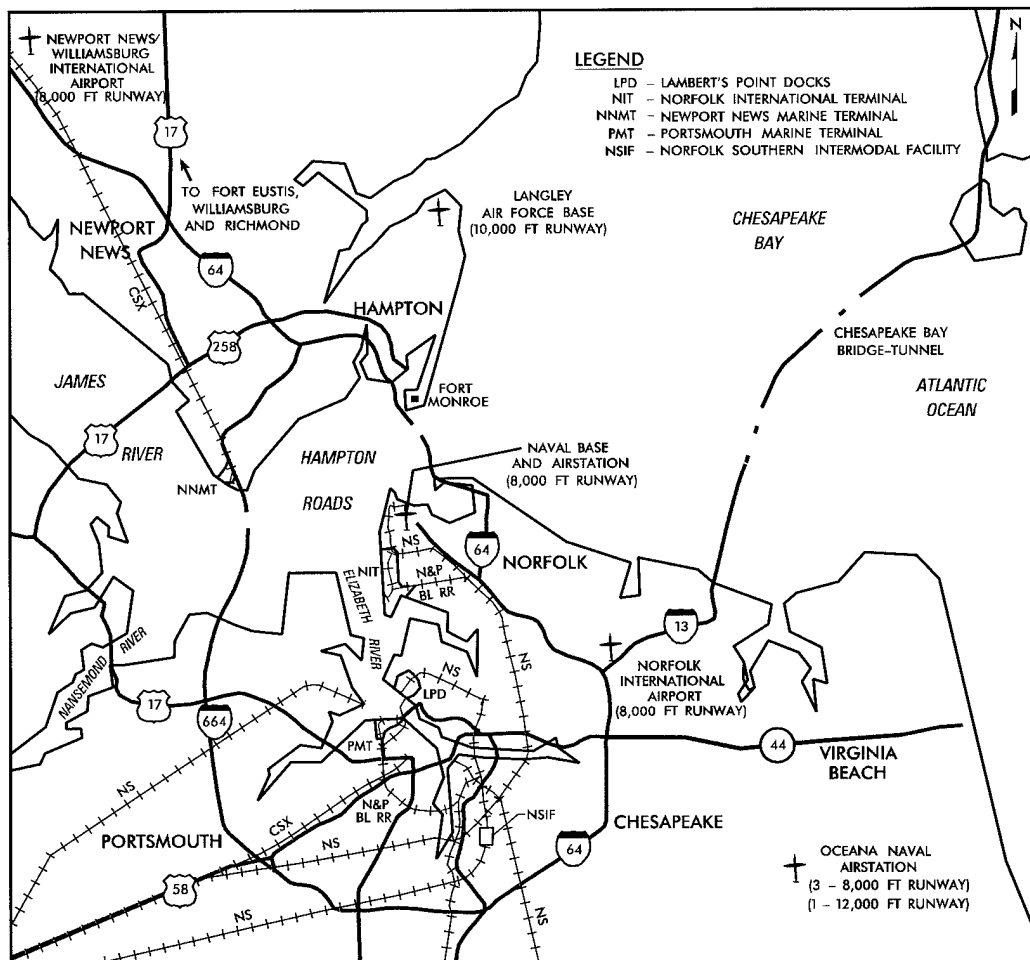 NEWPORT NEWS/
WILLIAMSBURG
INTERNATIONAL
AIRPORT
(8,000 FT RUNWAY)
N
LEGEND
LPD – LAMBERT'S POINT DOCKS
NIT – NORFOLK INTERNATIONAL TERMINAL
NNMT – NEWPORT NEWS MARINE TERMINAL
PMT – PORTSMOUTH MARINE TERMINAL
NSIF – NORFOLK SOUTHERN INTERMODAL FACILITY
17
TO FORT EUSTIS,
WILLIAMSBURG
AND RICHMOND
LANGLEY
AIR FORCE BASE
(10,000 FT RUNWAY)
CHESAPEAKE
BAY
NEWPORT
NEWS
64
CSX
HAMPTON
258
CHESAPEAKE BAY
BRIDGE-TUNNEL
JAMES
FORT
MONROE
ATLANTIC
OCEAN
17
RIVER
HAMPTON
ROADS
NAVAL BASE
AND AIRSTATION
(8,000 FT RUNWAY)
NNMT
NS
64
NORFOLK
NIT
N&P
BL RR
ELIZABETH
RIVER
13
NANSEMOND
RIVER
NS
NS
LPD
NORFOLK
INTERNATIONAL
AIRPORT
(8,000 FT RUNWAY)
17
664
PMT
44
VIRGINIA
BEACH
NS
N&P
BL RR
CSX
NSIF
CHESAPEAKE
PORTSMOUTH
NS
64
58
OCEANA NAVAL
AIRSTATION
(3 – 8,000 FT RUNWAY)
(1 – 12,000 FT RUNWAY)
NS
NS